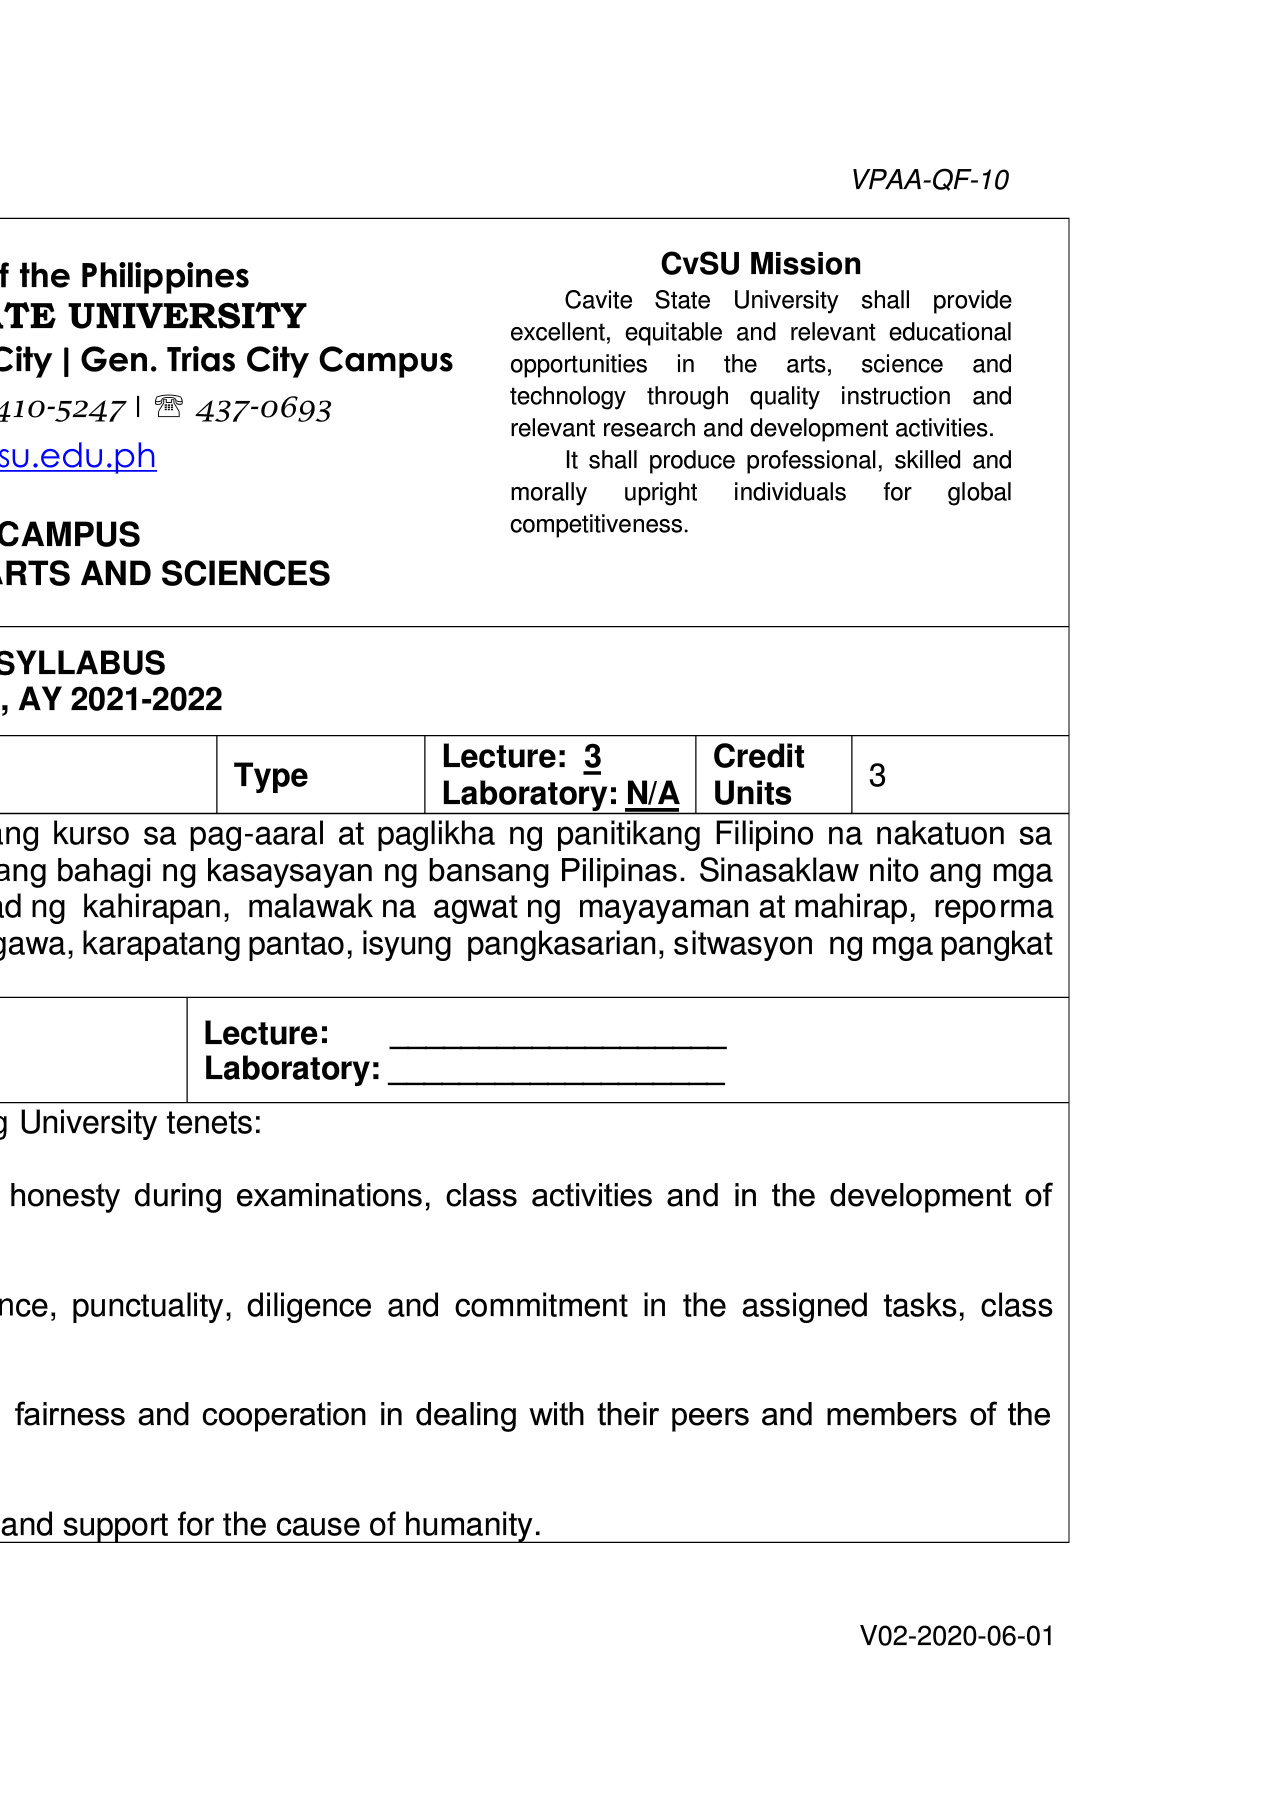 VPAA-QF-10
f the Philippines
ATE UNIVERSITY
City | Gen. Trias City Campus
410-5247 | ☏ 437-0693
su.edu.ph
CAMPUS
ARTS AND SCIENCES
CvSU Mission
Cavite State University shall provide
excellent, equitable and relevant educational
opportunities in the arts, science and
technology through quality instruction and
relevant research and development activities.
It shall produce professional, skilled and
morally upright individuals for global
competitiveness.
SYLLABUS
, AY 2021-2022
Type
Lecture: 3
Laboratory: N/A
Credit
Units
3
ang kurso sa pag-aaral at paglikha ng panitikang Filipino na nakatuon sa
ang bahagi ng kasaysayan ng bansang Pilipinas. Sinasaklaw nito ang mga
ad ng kahirapan, malawak na agwat ng mayayaman at mahirap, reporma
gawa, karapatang pantao, isyung pangkasarian, sitwasyon ng mga pangkat
Lecture: ____________________
Laboratory: ____________________
g University tenets:
honesty during examinations, class activities and in the development of
nce, punctuality, diligence and commitment in the assigned tasks, class
fairness and cooperation in dealing with their peers and members of the
and support for the cause of humanity.
V02-2020-06-01